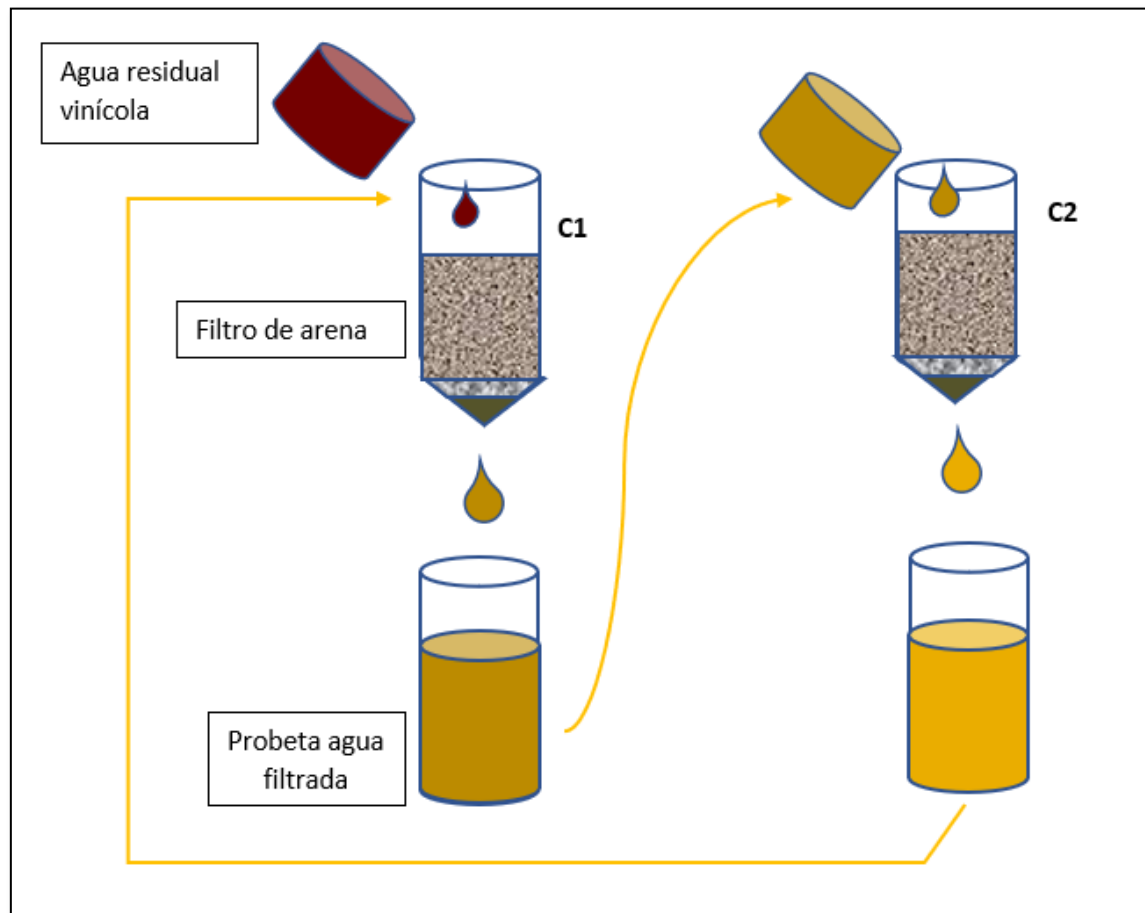 Agua residual
vinícola
C1
C2
Filtro de arena
Probeta agua
filtrada